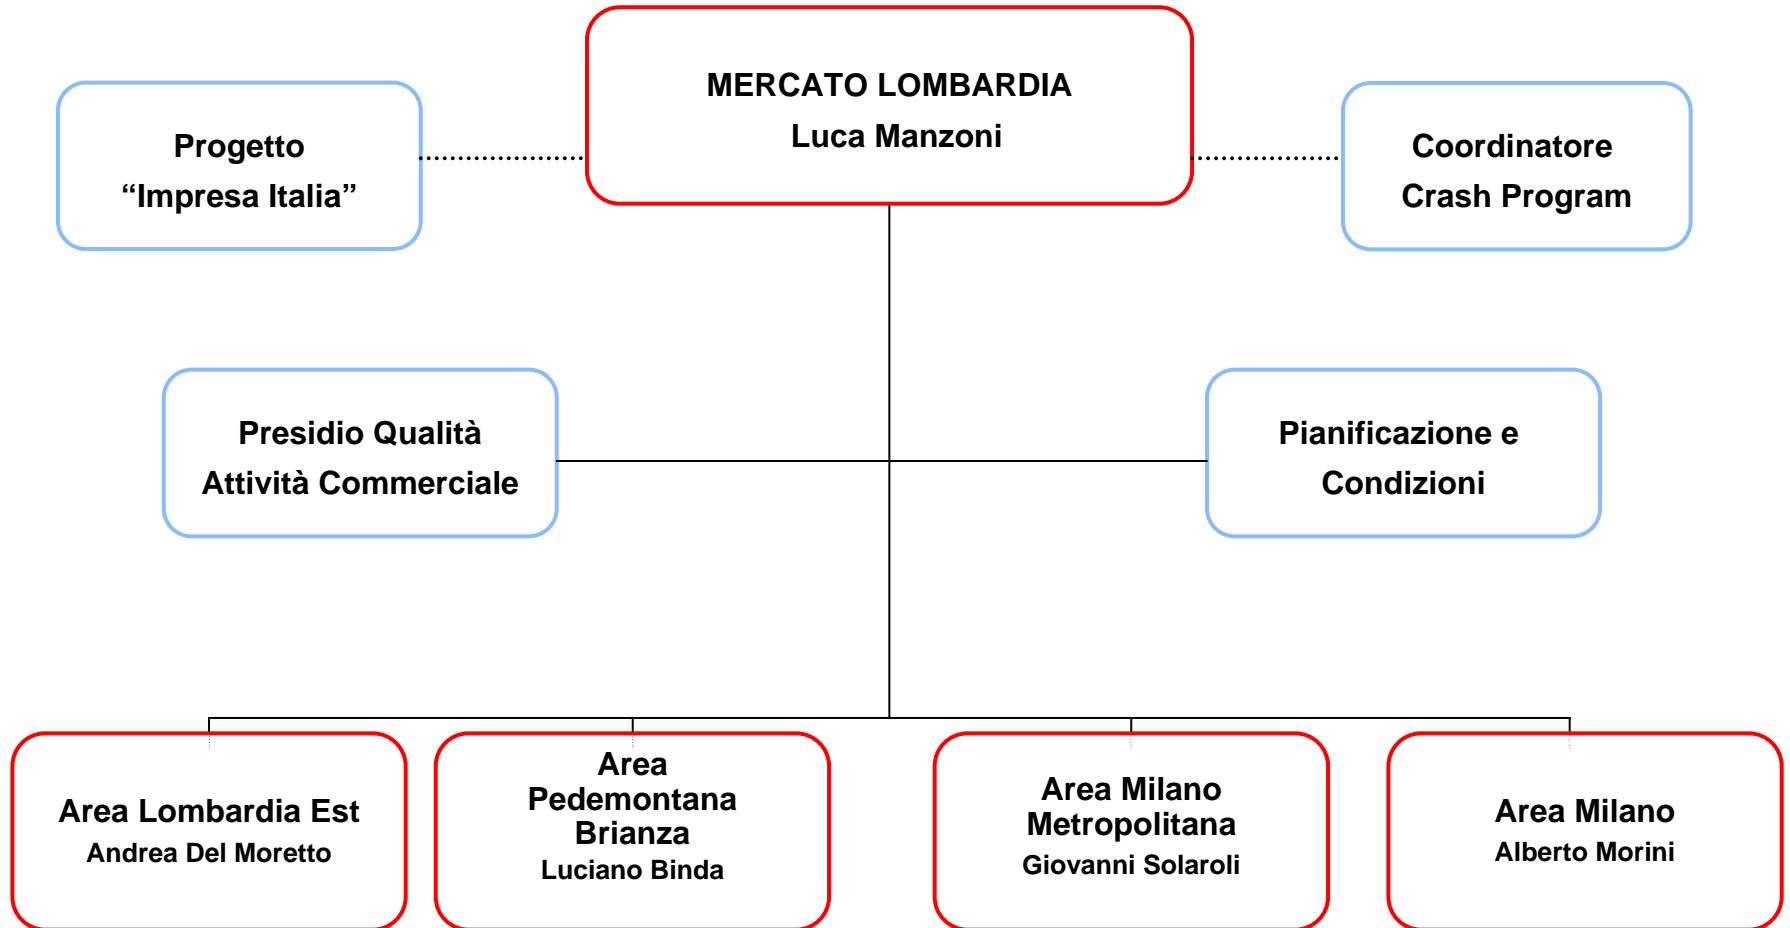 MERCATO LOMBARDIA
Luca Manzoni
Progetto
“Impresa Italia”
Coordinatore
Crash Program
Presidio Qualità
Attività Commerciale
Pianificazione e
Condizioni
Area Lombardia Est
Andrea Del Moretto
Area
Pedemontana
Brianza
Luciano Binda
Area Milano
Metropolitana
Giovanni Solaroli
Area Milano
Alberto Morini